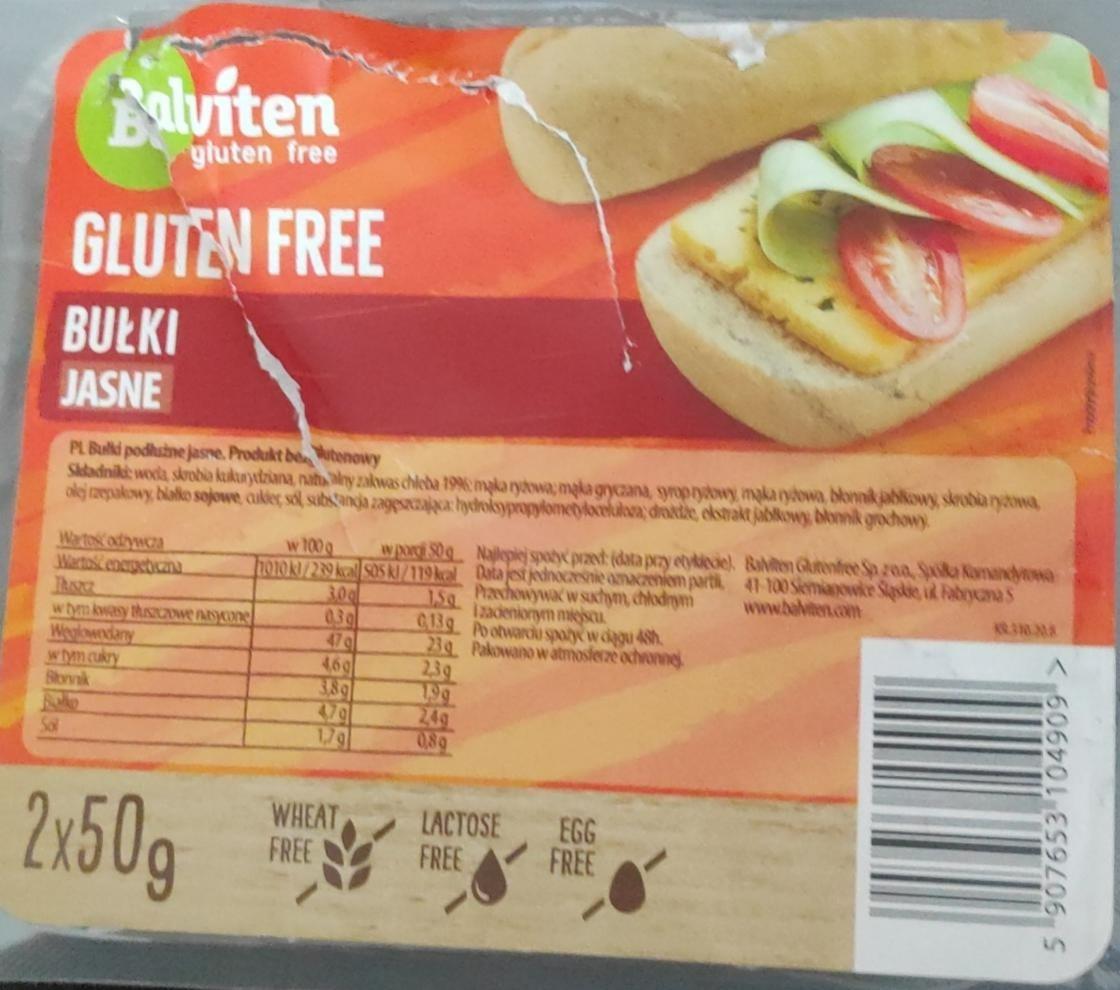 Balviten
gluten free
GLUTEN FREE
BUŁKI
JASNE
PL Bułki podłużne jasne. Produkt bezglutenowy
Składniki: woda, skrobia kukurydziana, naturalny zakwas chleba 19%: mąka ryżowa, mąka gryczana, syrop ryżowy, mąka ryżowa, błonnik jabłkowy, skrobia ryżowa,
olej rzepakowy, białko sojowe, cukier, sól, substancja zagęszczająca: hydroksypropylometyloceluloza; drożdże, ekstrakt jabłkowy, błonnik grochowy.
Wartość odżywcza w 100 g w porcji 50 g
Wartość energetyczna 1010 kJ / 239 kcal 505 kJ / 119 kcal
Tłuszcz 3,0 g 1,5 g
w tym kwasy tłuszczowe nasycone 0,3 g 0,13 g
Węglowodany 47 g 23 g
w tym cukry 4,6 g 2,3 g
Błonnik 3,8 g 1,9 g
Białko 4,7 g 2,4 g
Sól 1,7 g 0,8 g
Najlepiej spożyć przed: (data przy etykiecie).
Data jest jednocześnie oznaczeniem partii.
Przechowywać w suchym, chłodnym
i zacienionym miejscu.
Po otwarciu spożyć w ciągu 48h.
Pakowano w atmosferze ochronnej.
Balviten Glutenfree Sp. z o.o., Spółka Komandytowa
41-100 Siemianowice Śląskie, ul. Fabryczna 5
www.balviten.com
2x50g
WHEAT
FREE
LACTOSE
FREE
EGG
FREE
5 907653 104909 >